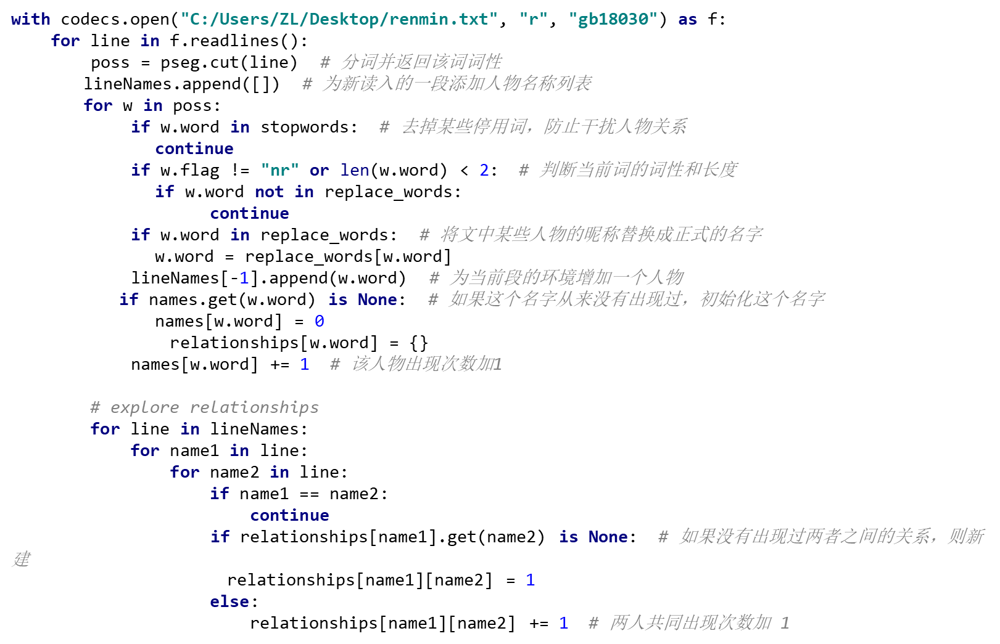 with codecs.open("C:/Users/ZL/Desktop/renmin.txt", "r", "gb18030") as f:
    for line in f.readlines():
        poss = pseg.cut(line)  # 分词并返回该词词性
       lineNames.append([])  # 为新读入的一段添加人物名称列表
       for w in poss:
            if w.word in stopwords:  # 去掉某些停用词，防止干扰人物关系
              continue
            if w.flag != "nr" or len(w.word) < 2:  # 判断当前词的词性和长度
              if w.word not in replace_words:
                    continue
            if w.word in replace_words:  # 将文中某些人物的昵称替换成正式的名字
              w.word = replace_words[w.word]
            lineNames[-1].append(w.word)  # 为当前段的环境增加一个人物
           if names.get(w.word) is None:  # 如果这个名字从来没有出现过，初始化这个名字
              names[w.word] = 0
                relationships[w.word] = {}
            names[w.word] += 1  # 该人物出现次数加1

        # explore relationships
        for line in lineNames:
            for name1 in line:
                for name2 in line:
                    if name1 == name2:
                        continue
                    if relationships[name1].get(name2) is None:  # 如果没有出现过两者之间的关系，则新
建
                      relationships[name1][name2] = 1
                    else:
                        relationships[name1][name2] += 1  # 两人共同出现次数加 1